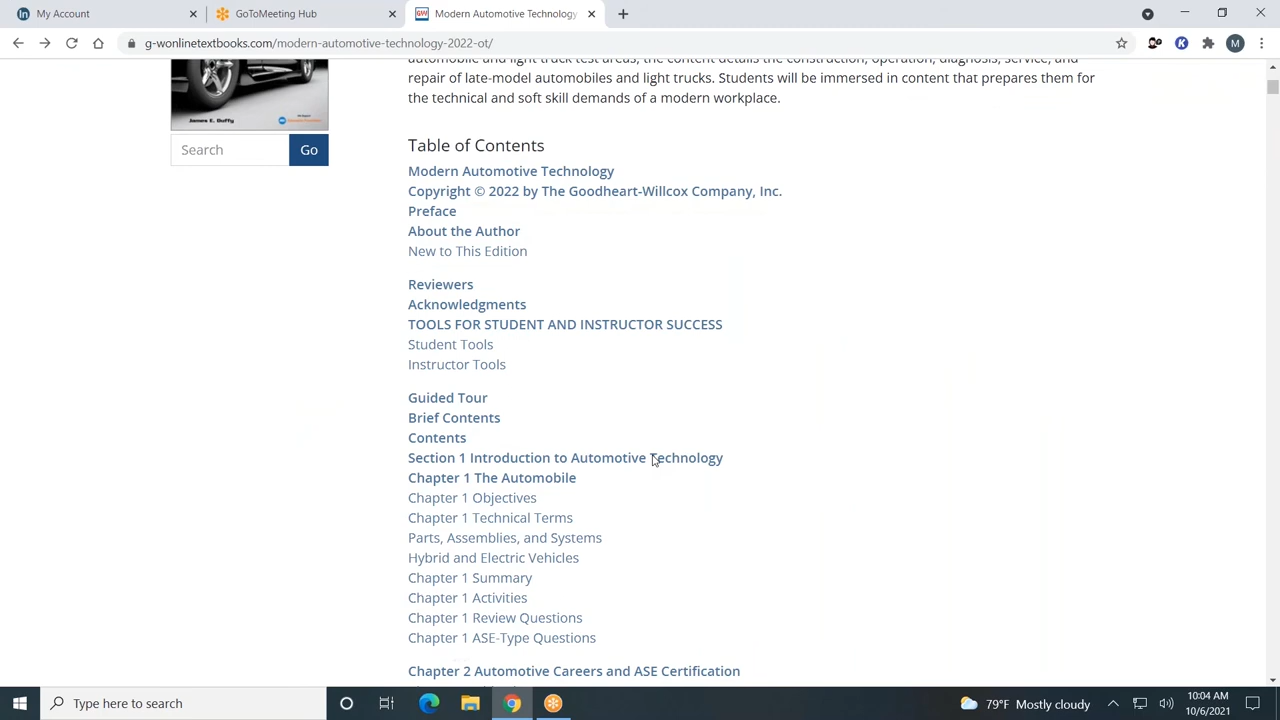 My Account
GoToMeeting Hub
Modern Automotive Technology
g-wonlinetextbooks.com/modern-automotive-technology-2022-ot/
M
automobile and light truck test areas, the content details the construction, operation, diagnosis, service, and
repair of late-model automobiles and light trucks. Students will be immersed in content that prepares them for
the technical and soft skill demands of a modern workplace.
James E. Duffy
Search
Go
Table of Contents
Modern Automotive Technology
Copyright © 2022 by The Goodheart-Willcox Company, Inc.
Preface
About the Author
New to This Edition
Reviewers
Acknowledgments
TOOLS FOR STUDENT AND INSTRUCTOR SUCCESS
Student Tools
Instructor Tools
Guided Tour
Brief Contents
Contents
Section 1 Introduction to Automotive Technology
Chapter 1 The Automobile
Chapter 1 Objectives
Chapter 1 Technical Terms
Parts, Assemblies, and Systems
Hybrid and Electric Vehicles
Chapter 1 Summary
Chapter 1 Activities
Chapter 1 Review Questions
Chapter 1 ASE-Type Questions
Chapter 2 Automotive Careers and ASE Certification
Type here to search
79°F Mostly cloudy
10:04 AM
10/6/2021